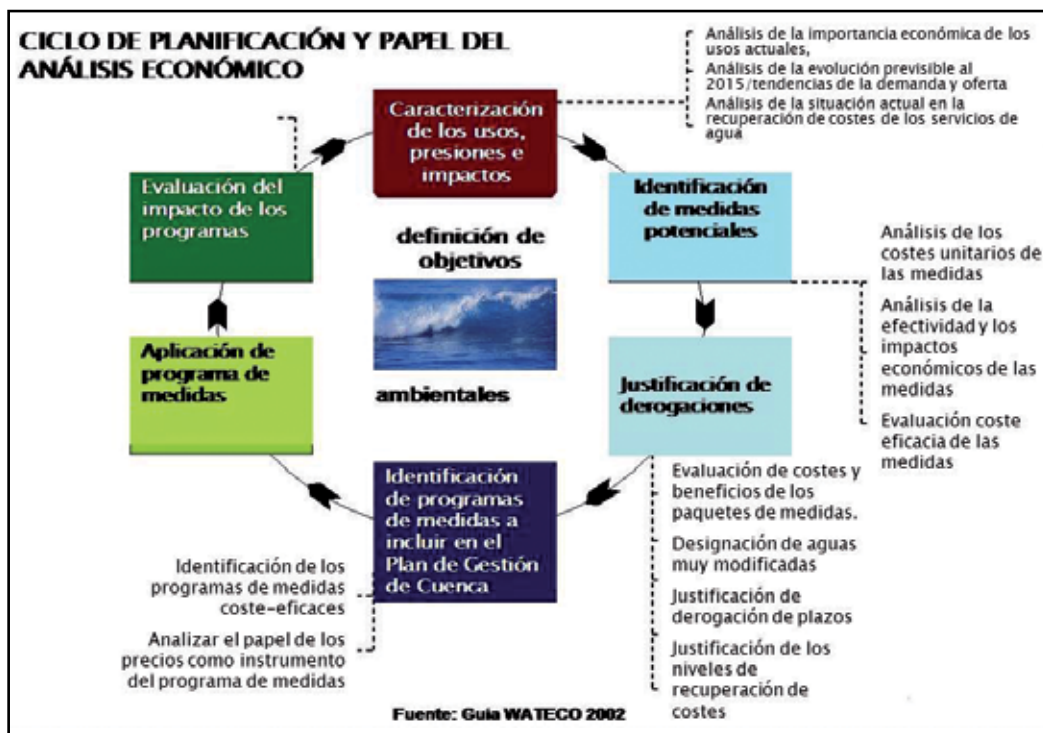 CICLO DE PLANIFICACIÓN Y PAPEL DEL
ANÁLISIS ECONÓMICO
Análisis de la importancia económica de los
usos actuales,
Análisis de la evolución previsible al
2015/tendencias de la demanda y oferta
Análisis de la situación actual en la
recuperación de costes de los servicios de
agua
Caracterización
de los usos,
presiones e
impactos
Identificación
de medidas
potenciales
Análisis de los
costes unitarios de
las medidas
Análisis de la
efectividad y los
impactos
económicos de las
medidas
Evaluación coste
eficacia de las
medidas
Justificación de
derogaciones
Evaluación de costes y
beneficios de los
paquetes de medidas.
Designación de aguas
muy modificadas
Justificación de
derogación de plazos
Justificación de los
niveles de
recuperación de
costes
Identificación
de programas
de medidas a
incluir en el
Plan de Gestión
de Cuenca
Identificación de los
programas de medidas
coste-eficaces
Analizar el papel de los
precios como instrumento
del programa de medidas
Aplicación de
programa de
medidas
Evaluación del
impacto de los
programas
definición de
objetivos
ambientales
Fuente: Guia WATECO 2002